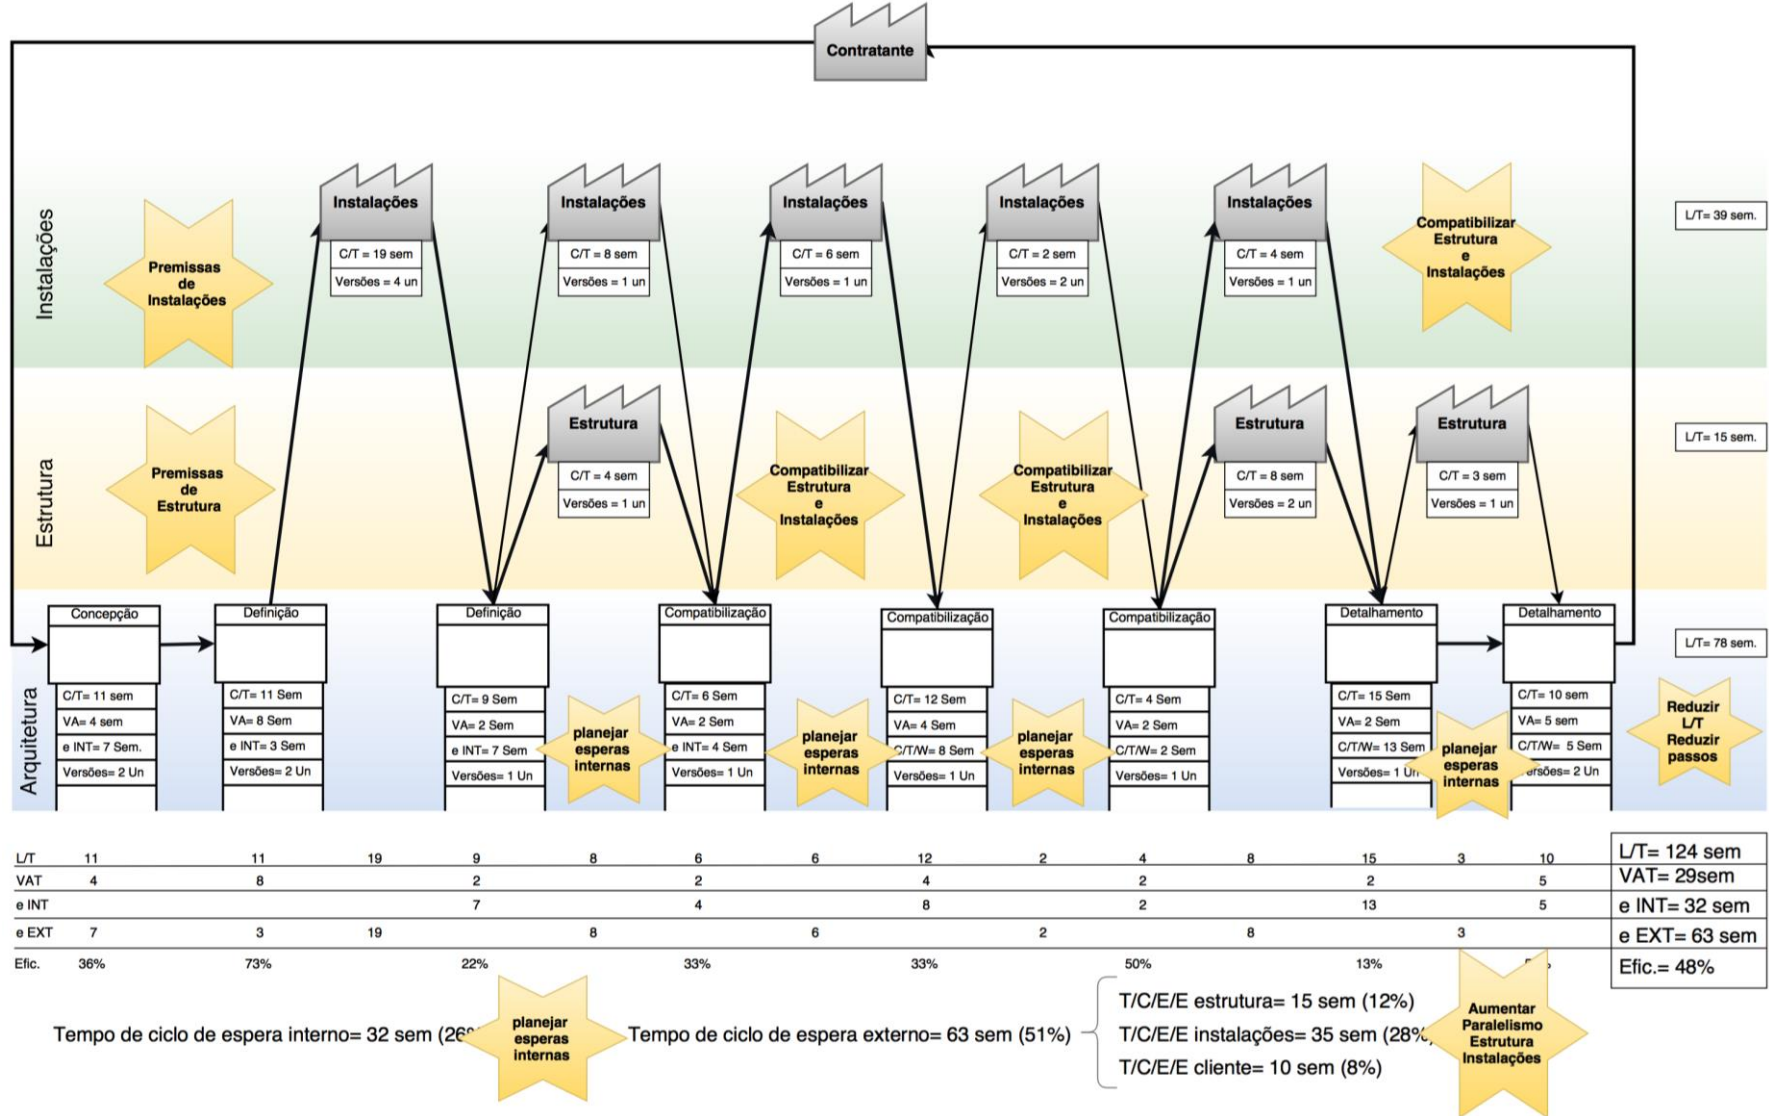 Contratante
Instalações
Premissas
de
Instalações
Instalações
C/T = 19 sem
Versões = 4 un
Instalações
C/T = 8 sem
Versões = 1 un
Instalações
C/T = 6 sem
Versões = 1 un
Instalações
C/T = 2 sem
Versões = 2 un
Instalações
C/T = 4 sem
Versões = 1 un
Compatibilizar
Estrutura
e
Instalações
L/T= 39 sem.
Estrutura
Premissas
de
Estrutura
Estrutura
C/T = 4 sem
Versões = 1 un
Compatibilizar
Estrutura
e
Instalações
Compatibilizar
Estrutura
e
Instalações
Estrutura
C/T = 8 sem
Versões = 2 un
Estrutura
C/T = 3 sem
Versões = 1 un
L/T= 15 sem.
Arquitetura
Concepção
C/T= 11 sem
VA= 4 sem
e INT= 7 Sem.
Versões= 2 Un
Definição
C/T= 11 Sem
VA= 8 Sem
e INT= 3 Sem
Versões= 2 Un
Definição
C/T= 9 Sem
VA= 2 Sem
e INT= 7 Sem
Versões= 1 Un
planejar
esperas
internas
Compatibilização
C/T= 6 Sem
VA= 2 Sem
e INT= 4 Sem
Versões= 1 Un
planejar
esperas
internas
Compatibilização
C/T= 12 Sem
VA= 4 Sem
C/T/W= 8 Sem
Versões= 1 Un
planejar
esperas
internas
Compatibilização
C/T= 4 Sem
VA= 2 Sem
C/T/W= 2 Sem
Versões= 1 Un
Detalhamento
C/T= 15 Sem
VA= 2 Sem
C/T/W= 13 Sem
Versões= 1 Un
planejar
esperas
internas
Detalhamento
C/T= 10 sem
VA= 5 sem
C/T/W= 5 Sem
ersões= 2 Un
L/T= 78 sem.
Reduzir
L/T
Reduzir
passos
L/T 11 11 19 9 8 6 6 12 2 4 8 15 3 10 L/T= 124 sem
VAT 4 8 2 2 4 2 2 5 VAT= 29sem
e INT 7 4 8 2 13 5 e INT= 32 sem
e EXT 7 3 19 8 6 2 8 3 e EXT= 63 sem
Efic. 36% 73% 22% 33% 33% 50% 13% Efic.= 48%
Tempo de ciclo de espera interno= 32 sem (26%
planejar
esperas
internas
Tempo de ciclo de espera externo= 63 sem (51%)
T/C/E/E estrutura= 15 sem (12%)
T/C/E/E instalações= 35 sem (28%
T/C/E/E cliente= 10 sem (8%)
Aumentar
Paralelismo
Estrutura
Instalações